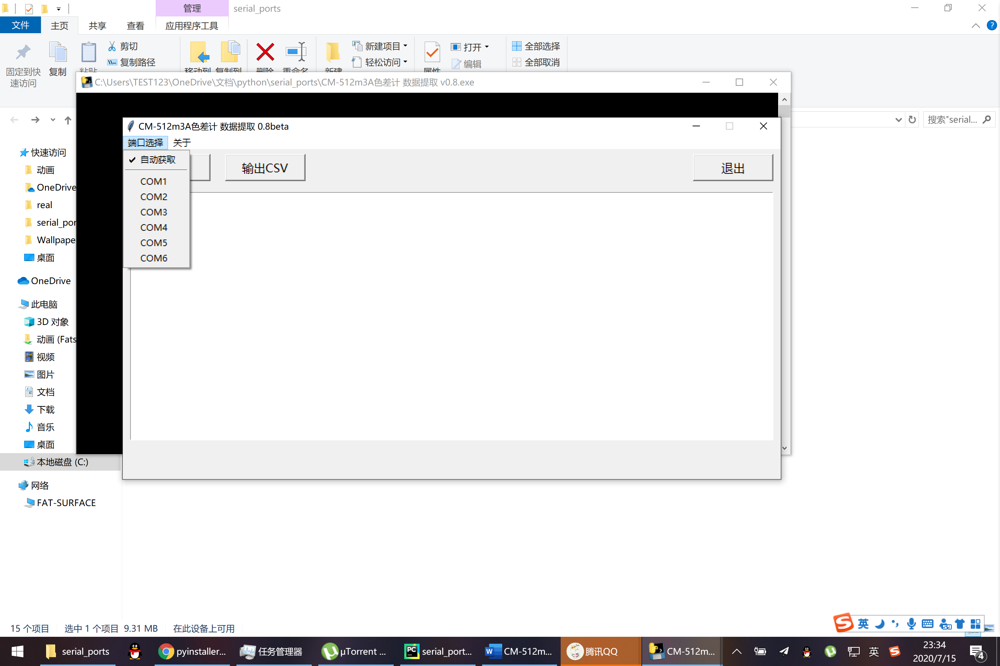 管理
serial_ports
文件
主页
共享
查看
应用程序工具
固定到快
速访问
复制
粘贴
剪切
复制路径
移动到
复制到
删除
重命名
新建
新建项目
轻松访问
属性
打开
编辑
全部选择
全部取消
C:\Users\TEST123\OneDrive\文档\python\serial_ports\CM-512m3A色差计 数据提取 v0.8.exe
搜索"serial...
CM-512m3A色差计 数据提取 0.8beta
端口选择
关于
自动获取
COM1
COM2
COM3
COM4
COM5
COM6
输出CSV
退出
快速访问
动画
OneDrive
real
serial_por
Wallpape
桌面
OneDrive
此电脑
3D 对象
动画 (Fats
视频
图片
文档
下载
音乐
桌面
本地磁盘 (C:)
网络
FAT-SURFACE
15 个项目
选中 1 个项目 9.31 MB
在此设备上可用
英
serial_ports
pyinstaller...
任务管理器
µTorrent ...
serial_port...
CM-512m...
腾讯QQ
CM-512m...
英
23:34
2020/7/15
4